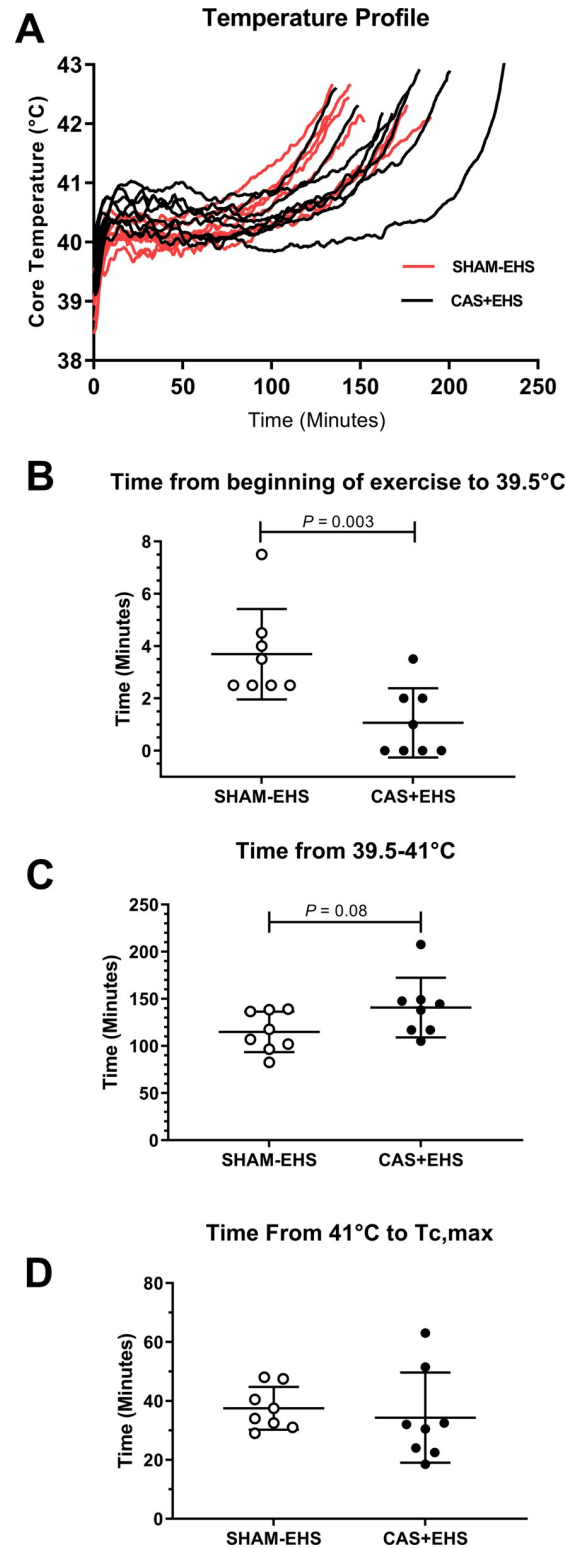 A
Temperature Profile
Core Temperature (°C)
43
42
41
40
39
38
SHAM-EHS
CAS+EHS
0 50 100 150 200 250
Time (Minutes)
B
Time from beginning of exercise to 39.5°C
P = 0.003
Time (Minutes)
8
6
4
2
0
SHAM-EHS CAS+EHS
C
Time from 39.5-41°C
P = 0.08
Time (Minutes)
250
200
150
100
50
0
SHAM-EHS CAS+EHS
D
Time From 41°C to Tc,max
Time (Minutes)
80
60
40
20
0
SHAM-EHS CAS+EHS